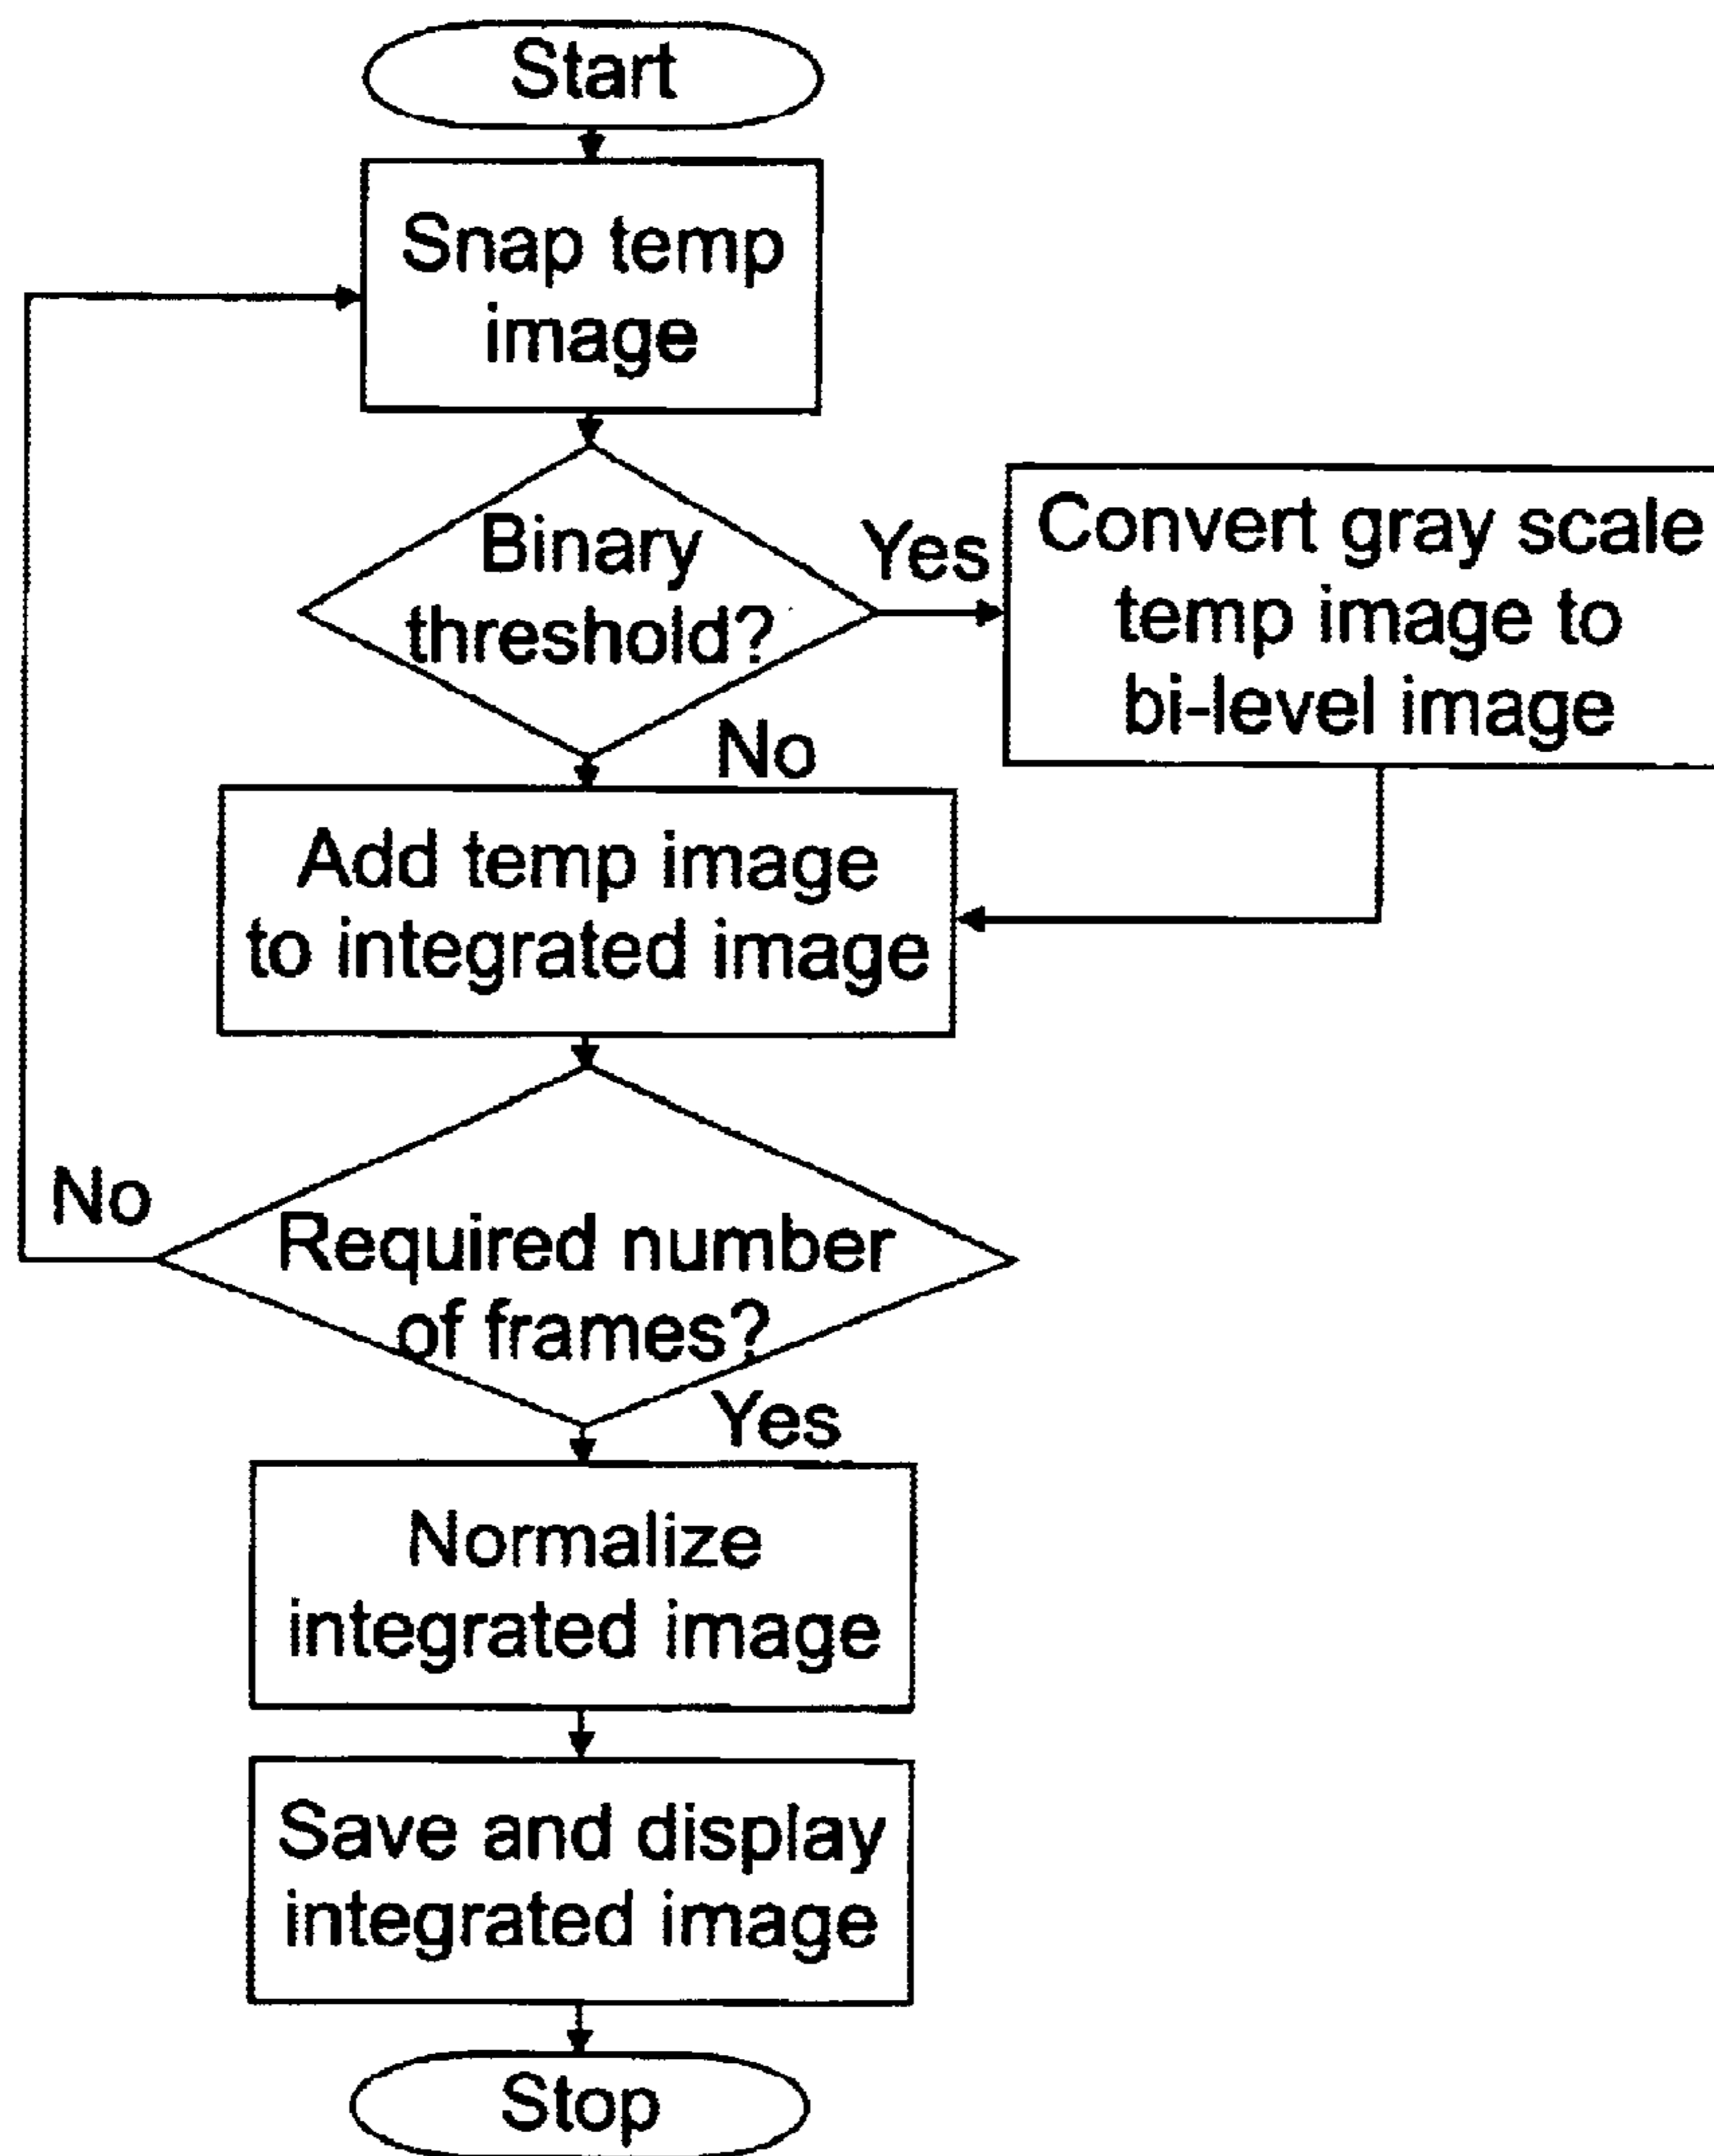 Start
Snap temp
image
Binary
threshold?
Yes
Convert gray scale
temp image to
bi-level image
No
Add temp image
to integrated image
No
Required number
of frames?
Yes
Normalize
integrated image
Save and display
integrated image
Stop